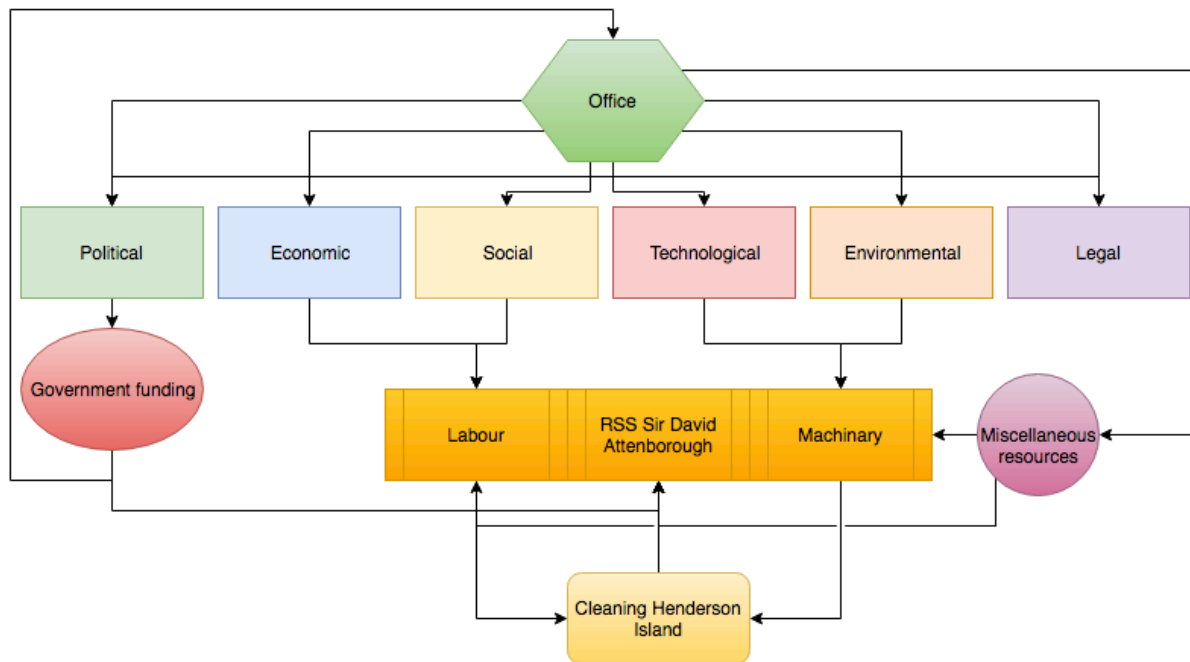 Office
Political
Economic
Social
Technological
Environmental
Legal
Government funding
Labour
RSS Sir David
Attenborough
Machinary
Miscellaneous
resources
Cleaning Henderson
Island